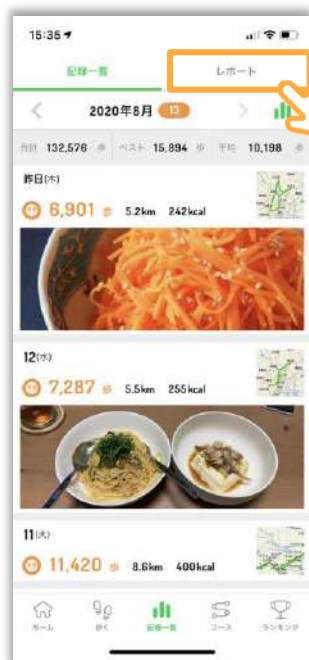 15:35
記録一覧 レポート
2020年8月 13
合計 132,576 歩 ベスト 15,894 歩 平均 10,198 歩
昨日(木)
6,901 歩 5.2km 242kcal
12(水)
7,287 歩 5.5km 255kcal
11(火)
11,420 歩 8.6km 400kcal
ホーム 歩く 記録一覧 コース ランキング